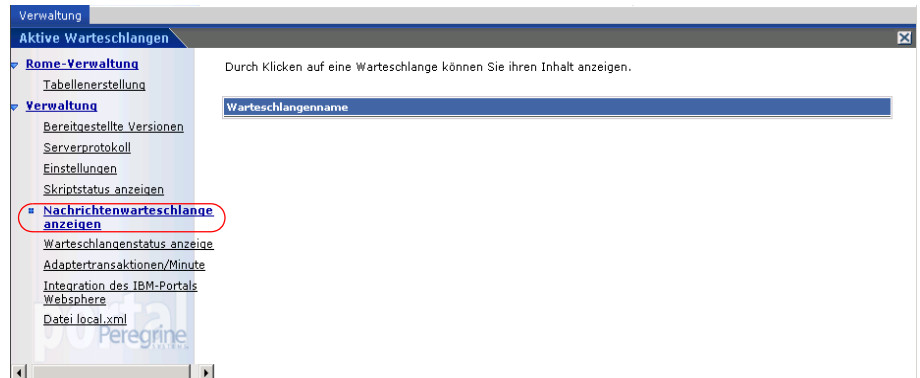 Verwaltung
Aktive Warteschlangen
Rome-Verwaltung
Tabellenerstellung
Verwaltung
Bereitgestellte Versionen
Serverprotokoll
Einstellungen
Skriptstatus anzeigen
Nachrichtenwarteschlange
anzeigen
Warteschlangenstatus anzeige
Adaptertransaktionen/Minute
Integration des IBM-Portals
Websphere
Datei local.xml
portal
Peregrine
SYSTEMS
Durch Klicken auf eine Warteschlange können Sie ihren Inhalt anzeigen.
Warteschlangenname